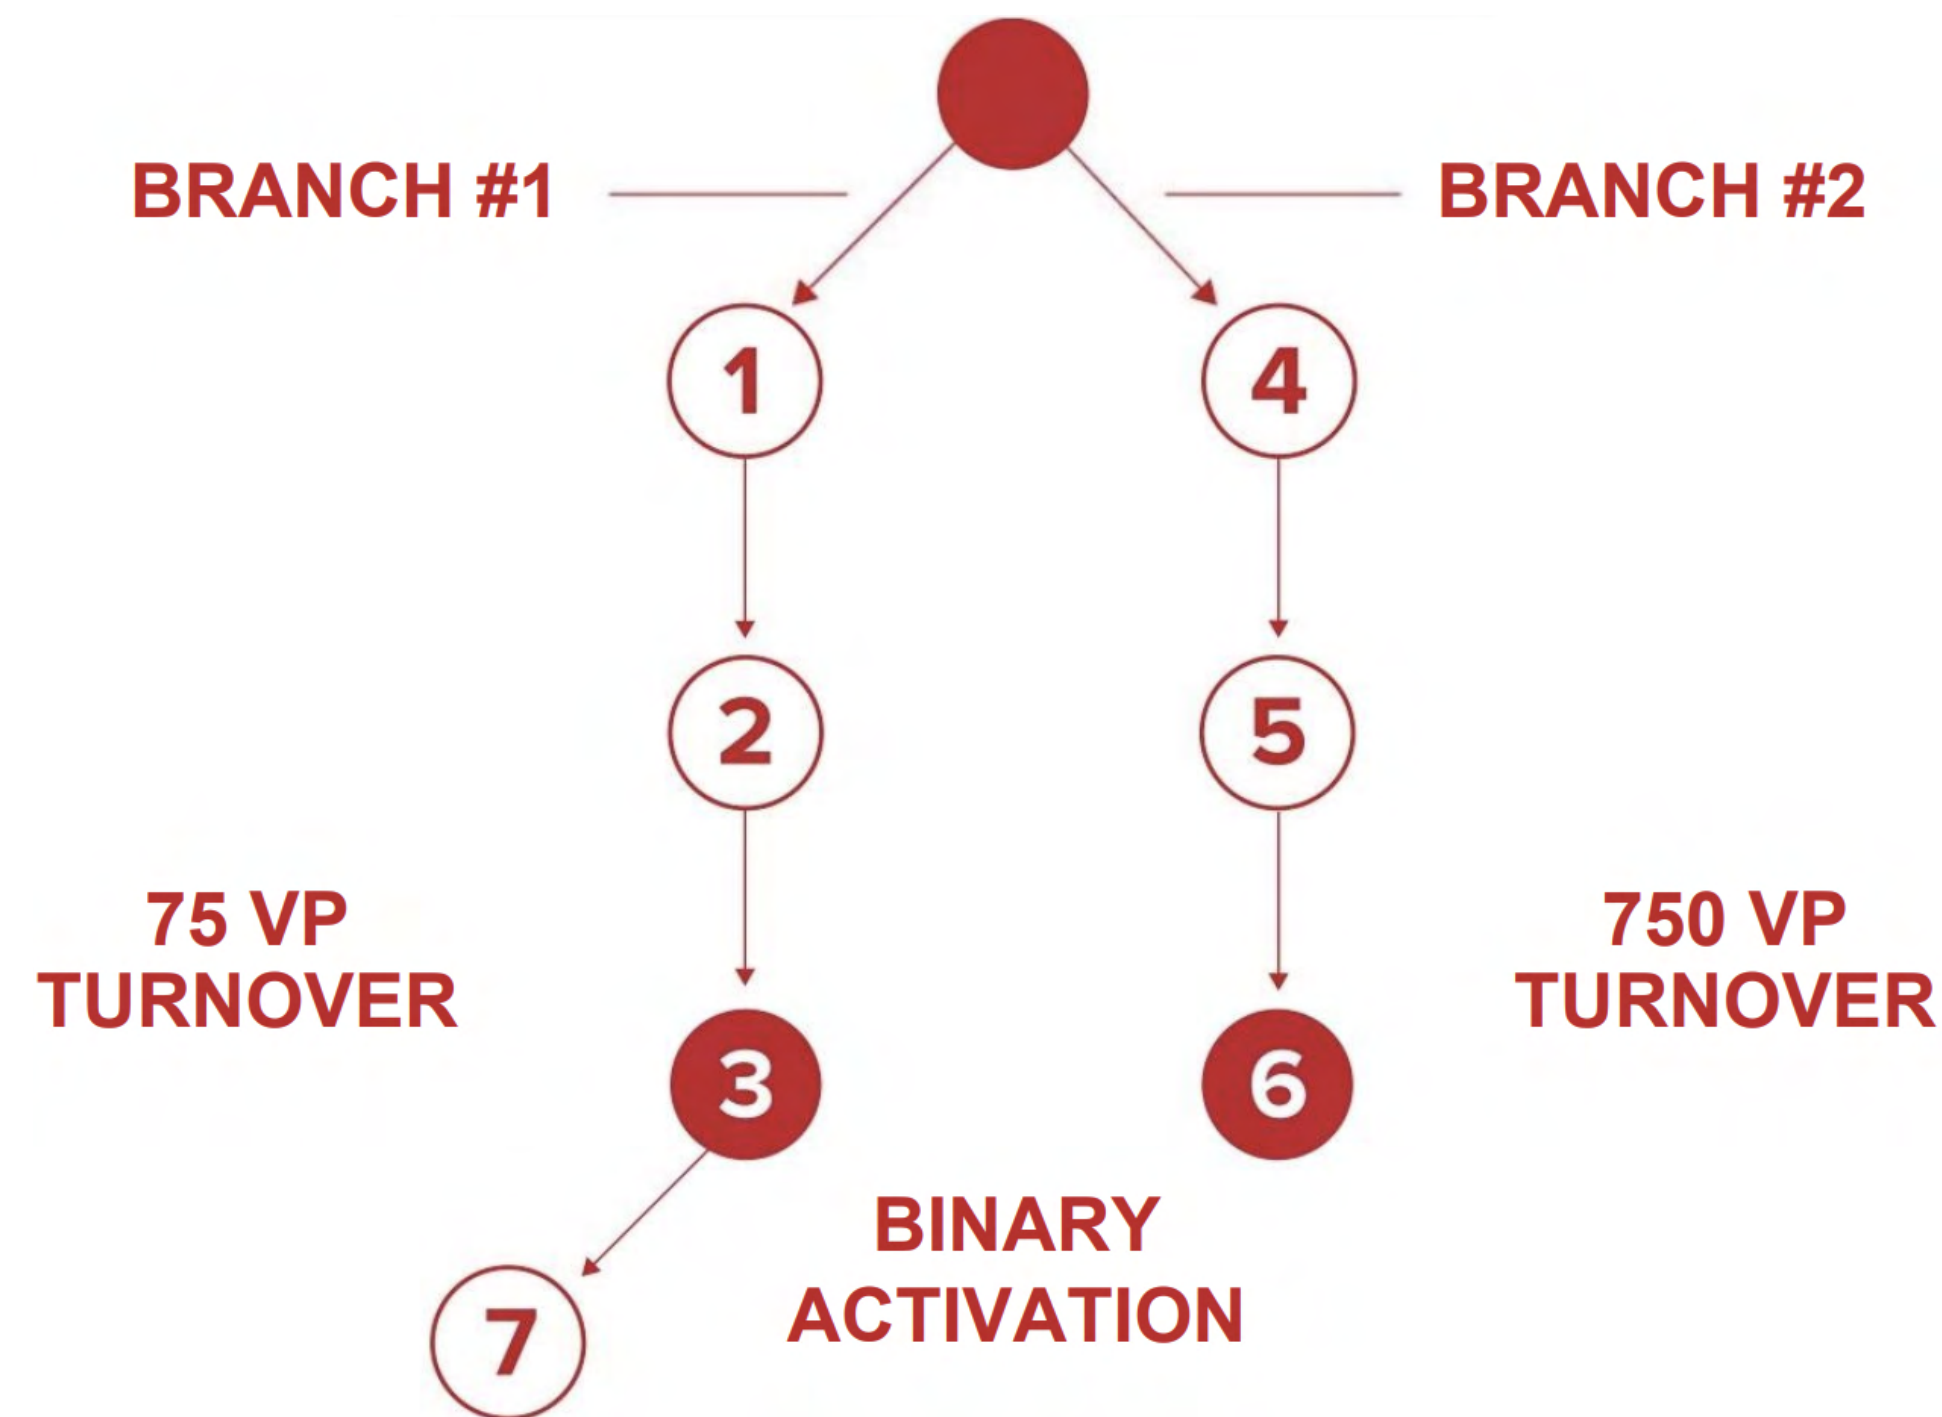 BRANCH #1
BRANCH #2
1
4
2
5
75 VP
TURNOVER
750 VP
TURNOVER
3
6
BINARY
ACTIVATION
7